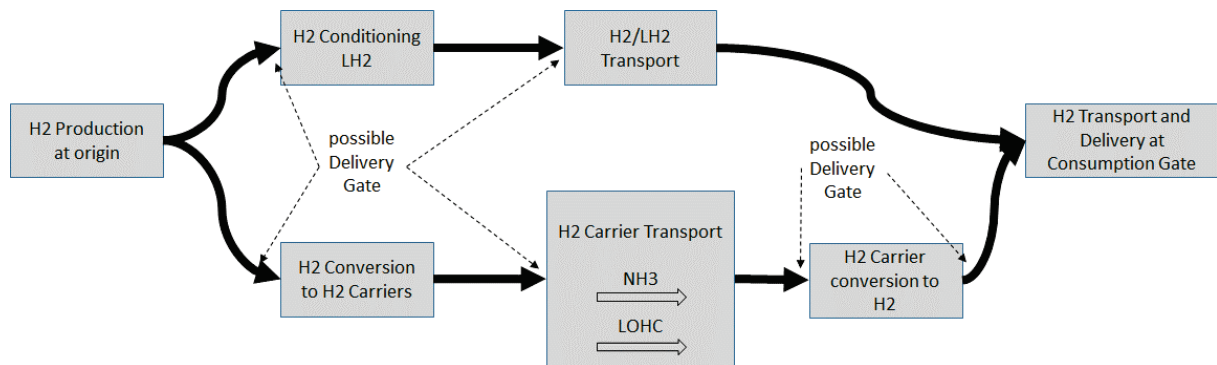 H2 Conditioning
LH2
H2/LH2
Transport
H2 Production
at origin
possible
Delivery
Gate
possible
Delivery
Gate
H2 Transport and
Delivery at
Consumption Gate
H2 Conversion
to H2 Carriers
H2 Carrier Transport
NH3
LOHC
H2 Carrier
conversion to
H2